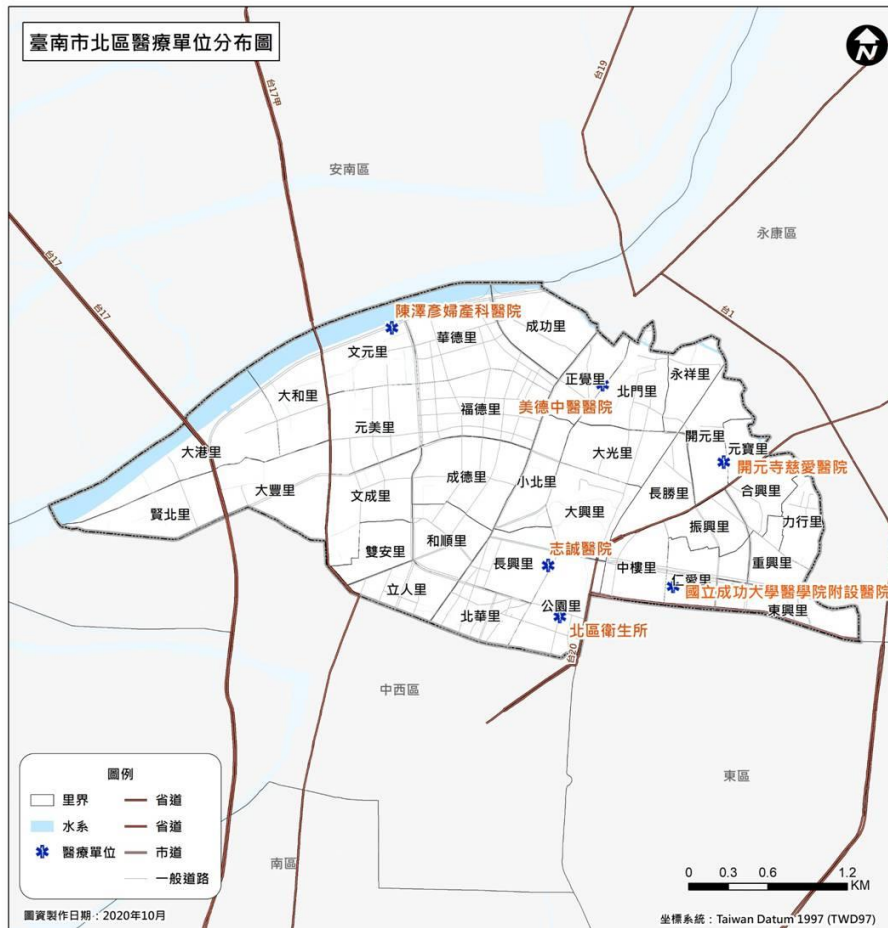 臺南市北區醫療單位分布圖
N
台17甲
台19
安南區
永康區
台17
台17
台1
陳澤彥婦產科醫院
成功里
華德里
文元里
正覺里
永祥里
大和里
北門里
美德中醫醫院
福德里
元美里
開元里
元寶里
大港里
大光里
開元寺慈愛醫院
成德里
小北里
大豐里
文成里
長勝里
合興里
賢北里
大興里
力行里
振興里
雙安里
和順里
志誠醫院
長興里
中樓里
重興里
仁愛里
立人里
國立成功大學醫學院附設醫院
公園里
東興里
北華里
北區衛生所
台20
中西區
東區
南區
圖例
里界
省道
水系
省道
醫療單位
市道
一般道路
0 0.3 0.6 1.2
KM
圖資製作日期：2020年10月
坐標系統：Taiwan Datum 1997 (TWD97)